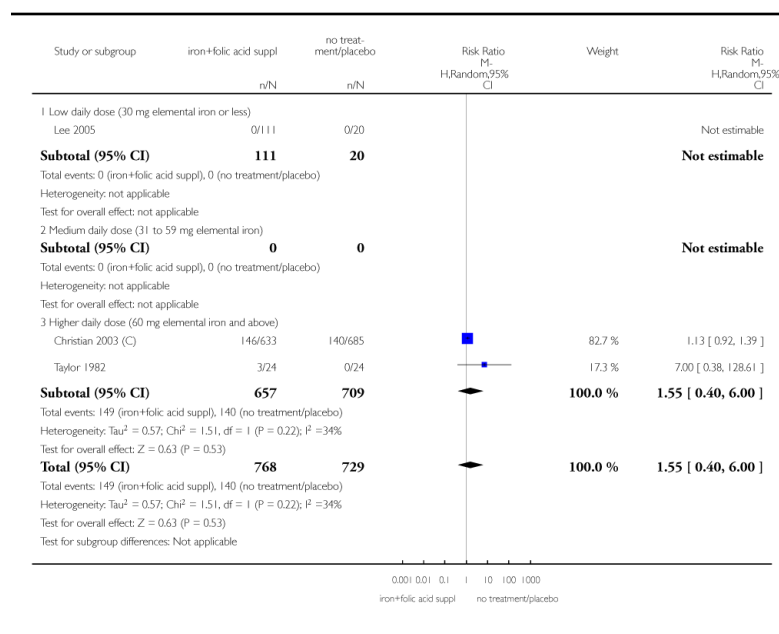 Study or subgroup iron+folic acid suppl no treat- ment/placebo Risk Ratio Weight Risk Ratio
M- H,Random,95% CI M- H,Random,95% CI
n/N n/N
1 Low daily dose (30 mg elemental iron or less)
Lee 2005 0/111 0/20 Not estimable
Subtotal (95% CI) 111 20 Not estimable
Total events: 0 (iron+folic acid suppl), 0 (no treatment/placebo)
Heterogeneity: not applicable
Test for overall effect: not applicable
2 Medium daily dose (31 to 59 mg elemental iron)
Subtotal (95% CI) 0 0 Not estimable
Total events: 0 (iron+folic acid suppl), 0 (no treatment/placebo)
Heterogeneity: not applicable
Test for overall effect: not applicable
3 Higher daily dose (60 mg elemental iron and above)
Christian 2003 (C) 146/633 140/685 82.7 % 1.13 [ 0.92, 1.39 ]
Taylor 1982 3/24 0/24 17.3 % 7.00 [ 0.38, 128.61 ]
Subtotal (95% CI) 657 709 100.0 % 1.55 [ 0.40, 6.00 ]
Total events: 149 (iron+folic acid suppl), 140 (no treatment/placebo)
Heterogeneity: Tau² = 0.57; Chi² = 1.51, df = 1 (P = 0.22); I² =34%
Test for overall effect: Z = 0.63 (P = 0.53)
Total (95% CI) 768 729 100.0 % 1.55 [ 0.40, 6.00 ]
Total events: 149 (iron+folic acid suppl), 140 (no treatment/placebo)
Heterogeneity: Tau² = 0.57; Chi² = 1.51, df = 1 (P = 0.22); I² =34%
Test for overall effect: Z = 0.63 (P = 0.53)
Test for subgroup differences: Not applicable
0.001 0.01 0.1 1 10 100 1000
iron+folic acid suppl no treatment/placebo